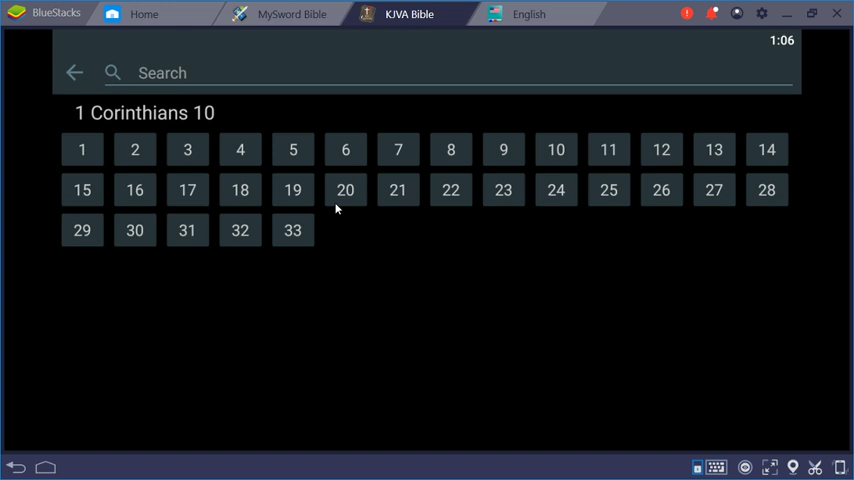 BlueStacks Home MySword Bible KJVA Bible English
1:06
Search
1 Corinthians 10
1 2 3 4 5 6 7 8 9 10 11 12 13 14
15 16 17 18 19 20 21 22 23 24 25 26 27 28
29 30 31 32 33